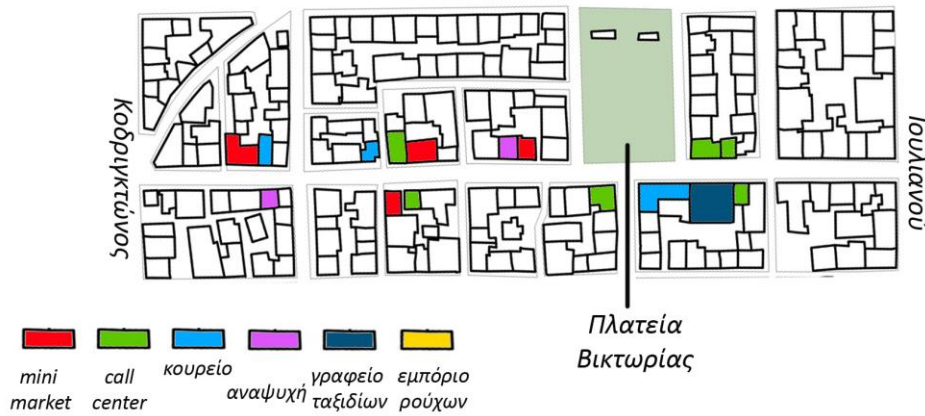 Κοδριγκτώνος
Ιουλιανού
Πλατεία
Βικτωρίας
mini
market
call
center
κουρείο
αναψυχή
γραφείο
ταξιδίων
εμπόριο
ρούχων